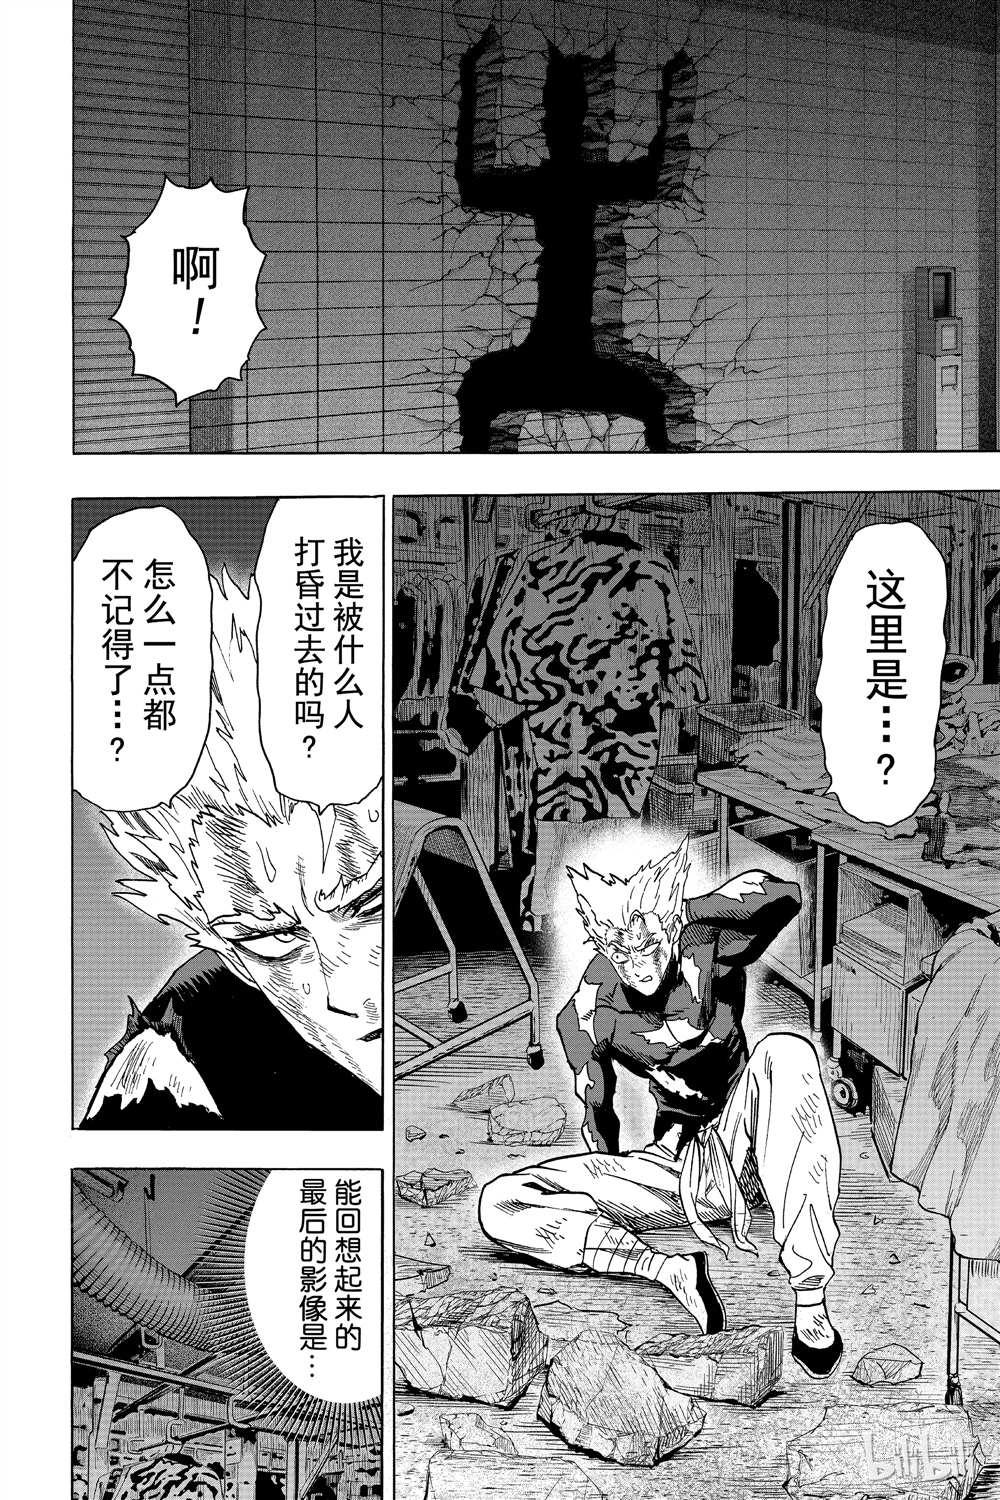 啊！
这里是…？
我是被什么人
打昏过去的吗？
怎么一点都
不记得了…？
能回想起来的
最后的影像是…
bilibili